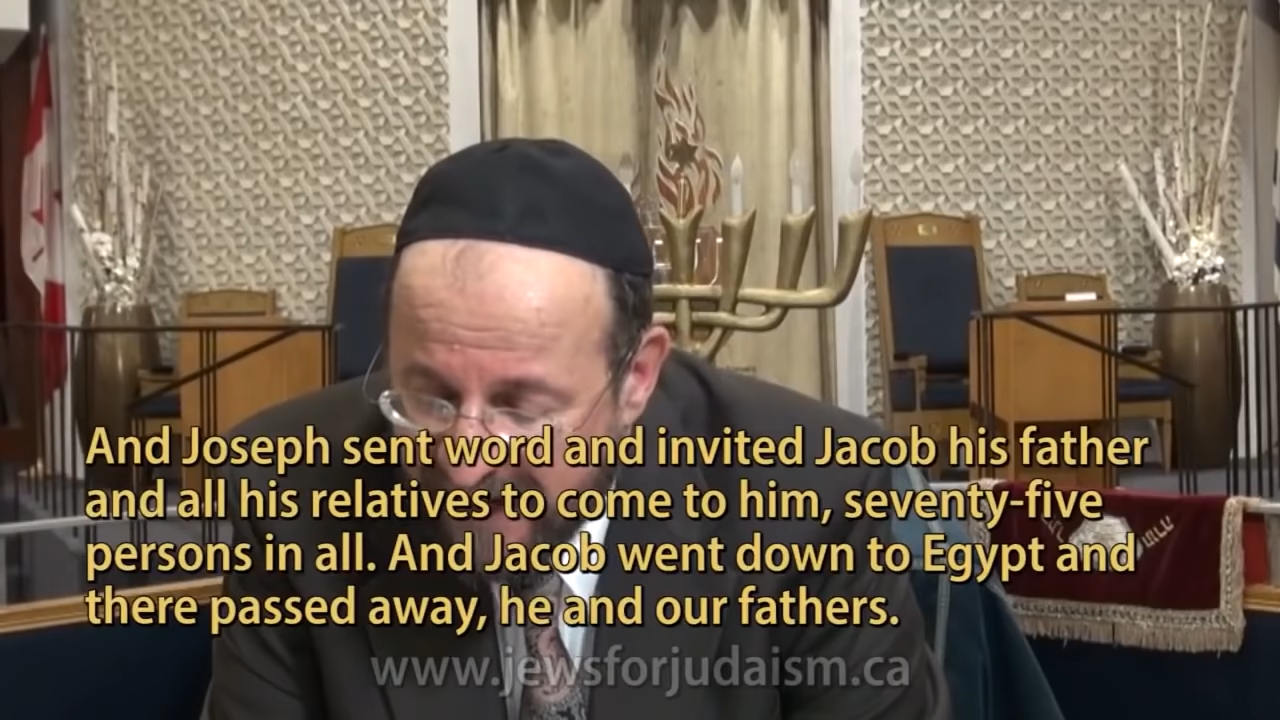 And Joseph sent word and invited Jacob his father
and all his relatives to come to him, seventy-five
persons in all. And Jacob went down to Egypt and
there passed away, he and our fathers.
www.jewsforjudaism.ca